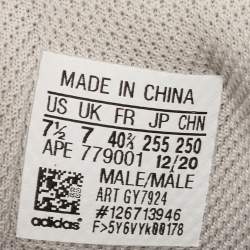 MADE IN CHINA
US UK FR JP CHN
7½ 7 40⅔ 255 250
APE 779001 12/20
MALE/MALE
ART GY7924
#126713946
adidas F>5Y6VYk00178